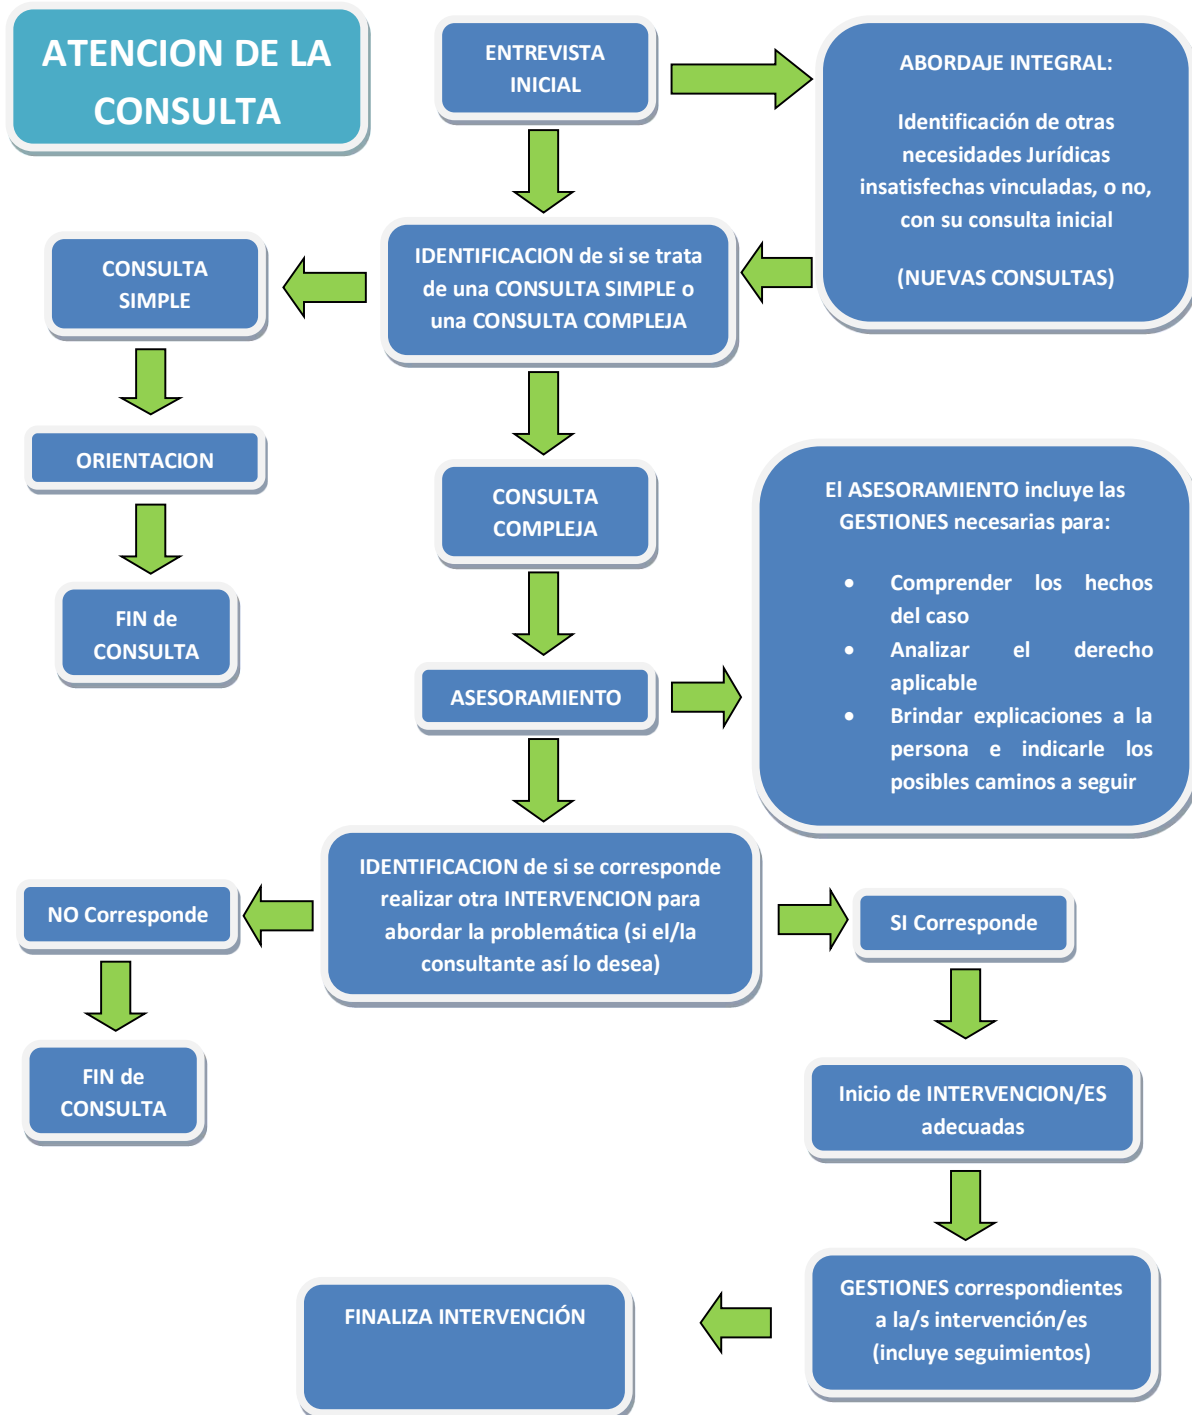 ATENCION DE LA
CONSULTA
ENTREVISTA
INICIAL
ABORDAJE INTEGRAL:
Identificación de otras
necesidades Jurídicas
insatisfechas vinculadas, o no,
con su consulta inicial
(NUEVAS CONSULTAS)
IDENTIFICACION de si se trata
de una CONSULTA SIMPLE o
una CONSULTA COMPLEJA
CONSULTA
SIMPLE
ORIENTACION
FIN de
CONSULTA
CONSULTA
COMPLEJA
ASESORAMIENTO
El ASESORAMIENTO incluye las
GESTIONES necesarias para:
• Comprender los hechos
del caso
• Analizar el derecho
aplicable
• Brindar explicaciones a la
persona e indicarle los
posibles caminos a seguir
IDENTIFICACION de si se corresponde
realizar otra INTERVENCION para
abordar la problemática (si el/la
consultante así lo desea)
NO Corresponde
FIN de
CONSULTA
SI Corresponde
Inicio de INTERVENCION/ES
adecuadas
GESTIONES correspondientes
a la/s intervención/es
(incluye seguimientos)
FINALIZA INTERVENCIÓN